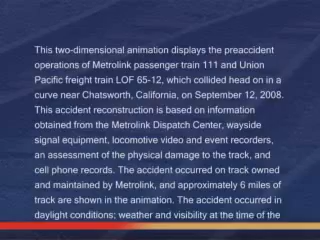 This two-dimensional animation displays the preaccident
operations of Metrolink passenger train 111 and Union
Pacific freight train LOF 65-12, which collided head on in a
curve near Chatsworth, California, on September 12, 2008.
This accident reconstruction is based on information
obtained from the Metrolink Dispatch Center, wayside
signal equipment, locomotive video and event recorders,
an assessment of the physical damage to the track, and
cell phone records. The accident occurred on track owned
and maintained by Metrolink, and approximately 6 miles of
track are shown in the animation. The accident occurred in
daylight conditions; weather and visibility at the time of the